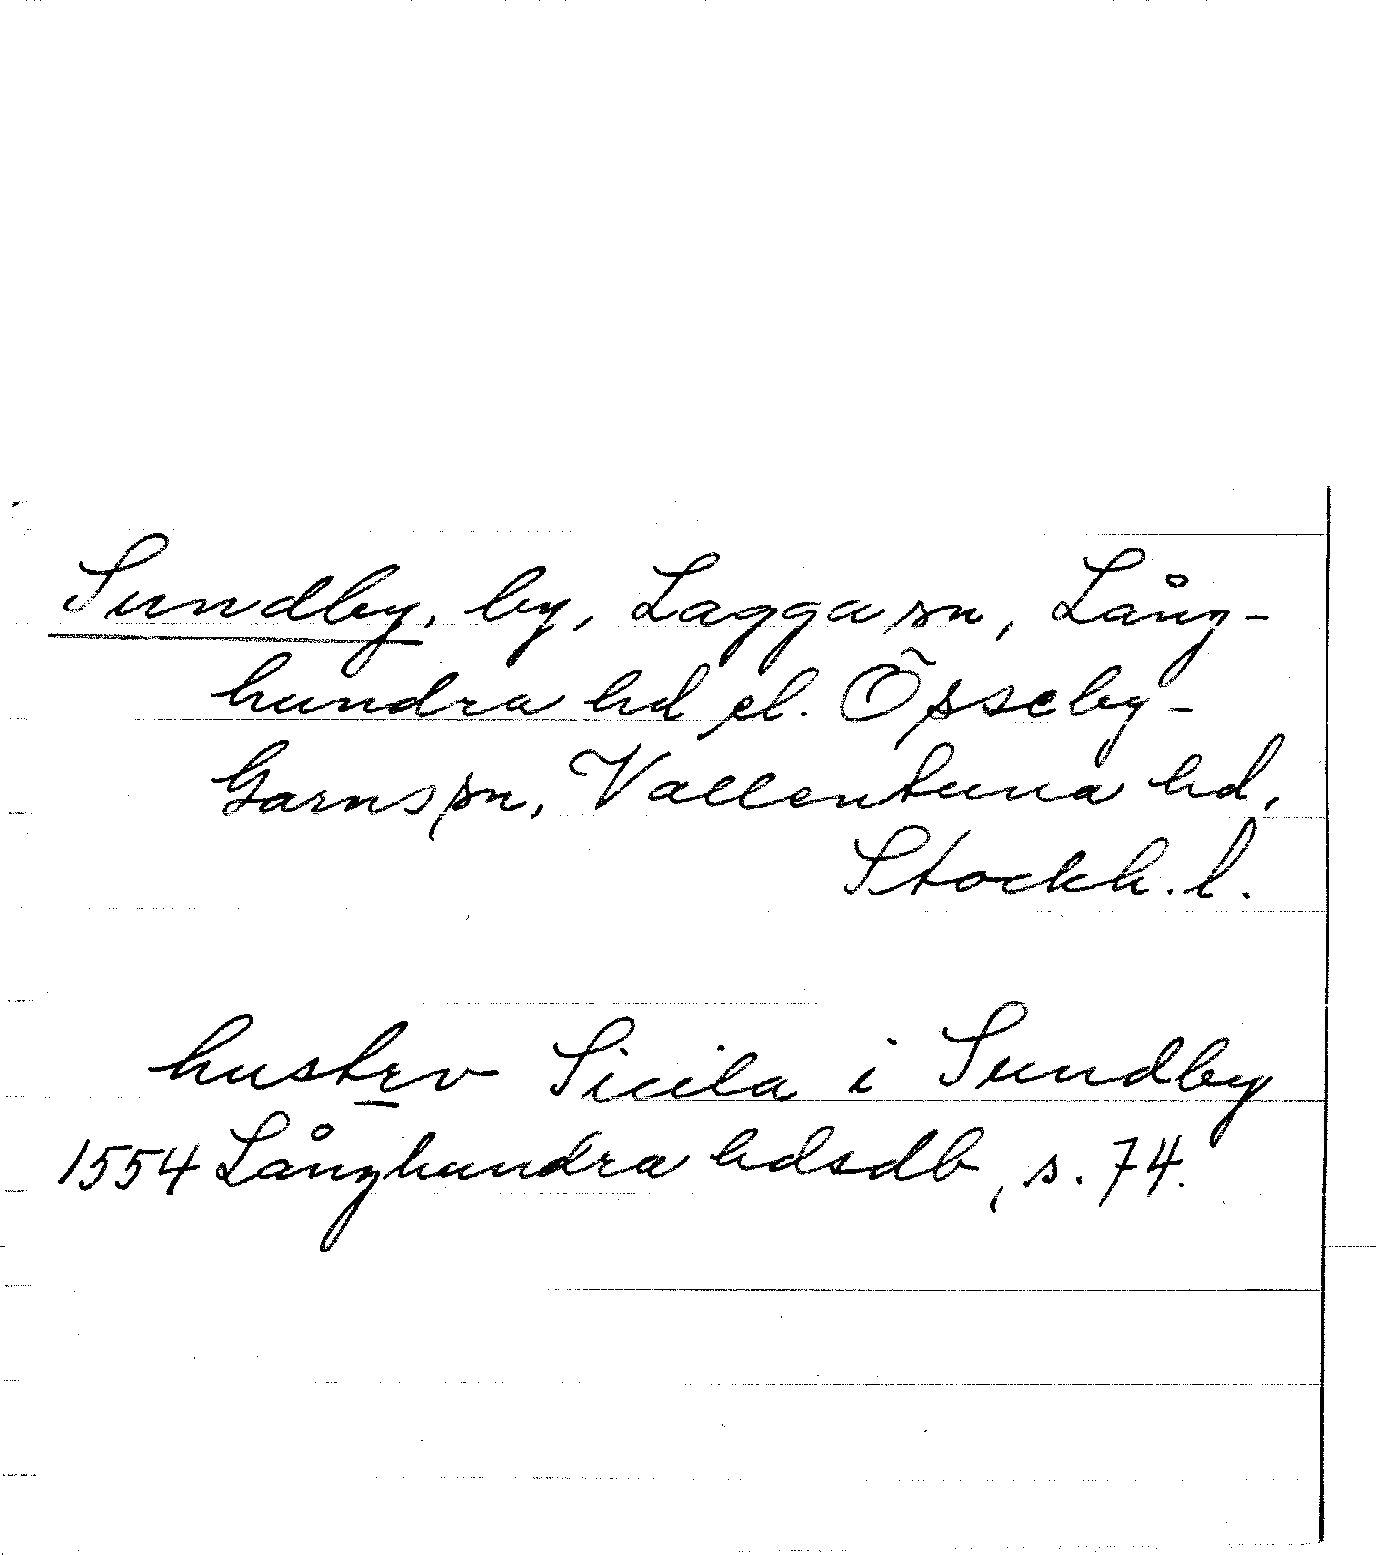 Sundby, by, Lagga sn, Lång-
hundra hd el. Össeby-
Garns sn, Vallentuna hd,
Stockh. l.
hustrv Sicila i Sundby
1554 Långhundra hdsdb, s. 74.